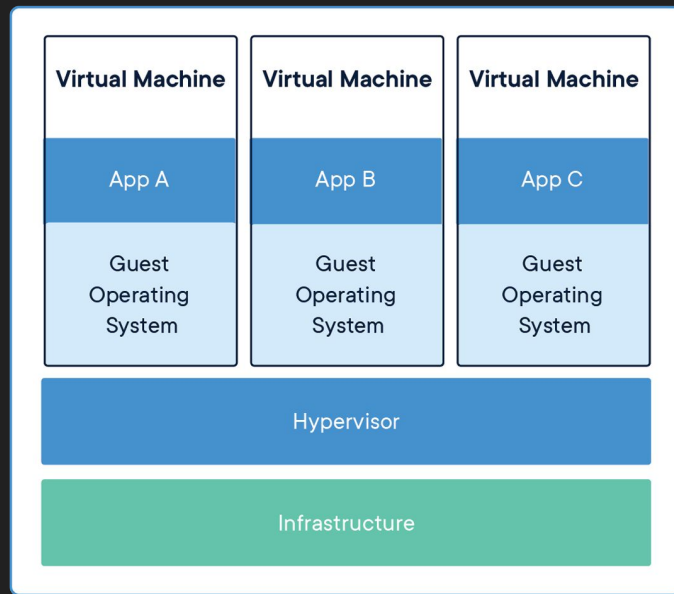 Virtual Machine
Virtual Machine
Virtual Machine
App A
App B
App C
Guest
Operating
System
Guest
Operating
System
Guest
Operating
System
Hypervisor
Infrastructure